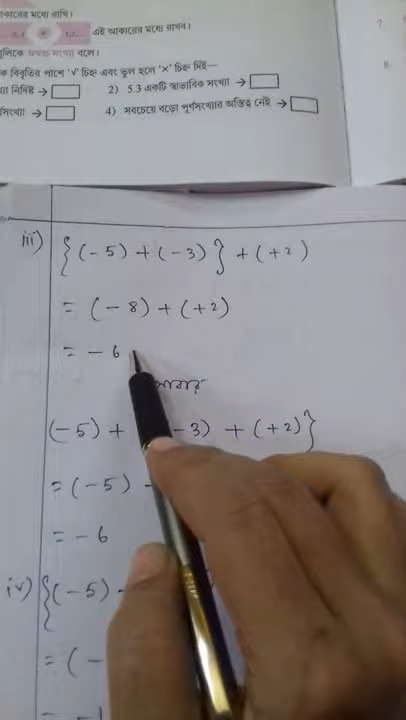 কারের মধ্যে রাখি।
এই আকারের মধ্যে রাখব।
সংখ্যা বলে।
ক বিবৃতির পাশে '√' চিহ্ন এবং ভুল হলে '×' চিহ্ন দিই—
নির্দিষ্ট → 2) 5.3 একটি স্বাভাবিক সংখ্যা →
সংখ্যা → 4) সবচেয়ে বড়ো পূর্ণসংখ্যার অস্তিত্ব নেই →
iii) {(-5) + (-3)} + (+2)
= (-8) + (+2)
= -6
(-5) + -3) + (+2)}
= (-5)
= -6
iv) {(-5)
= (-